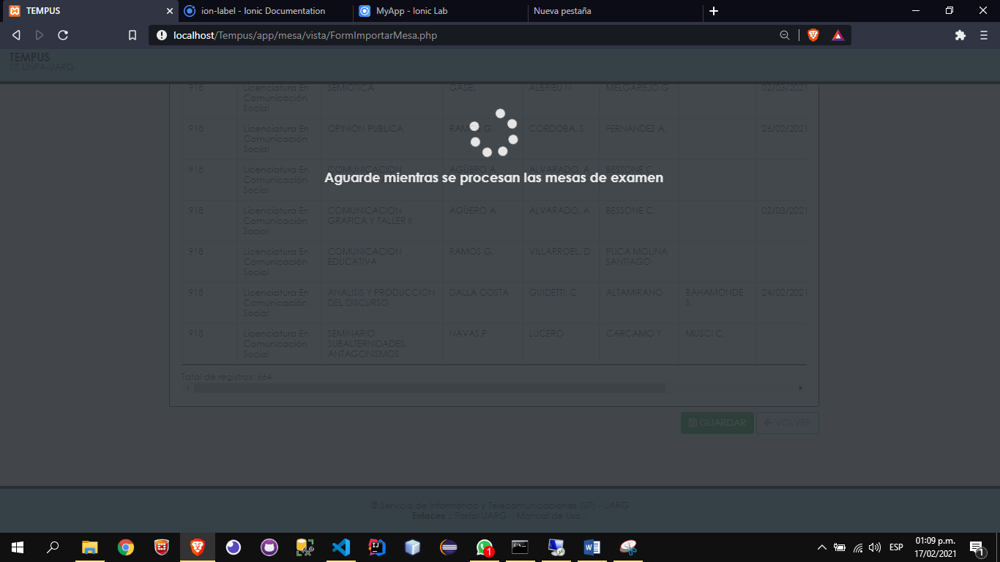 TEMPUS
ion-label - Ionic Documentation
MyApp - Ionic Lab
Nueva pestaña
localhost/Tempus/app/mesa/vista/FormImportarMesa.php
TEMPUS
SIT UNPA-UARG
918 Licenciatura En SEMIOTICA GASEL ALBRIEU N. MELGAREJO G 02/03/2021
Comunicación
Social
918 Licenciatura En OPINION PUBLICA RAMOS G. CORDOBA, S. FERNANDEZ A. 26/02/2021
Comunicación
Social
Aguarde mientras se procesan las mesas de examen
918 Licenciatura En COMUNICACION AGÜERO A. ALVARADO, A BESSONE C.
Comunicación
Social
918 Licenciatura En COMUNICACION AGÜERO A. ALVARADO, A BESSONE C. 02/03/2021
Comunicación GRAFICA Y TALLER II
Social
918 Licenciatura En COMUNICACION RAMOS G. VILLARROEL, D PUCA MOLINA
Comunicación EDUCATIVA SANTIAGO
Social
918 Licenciatura En ANALISIS Y PRODUCCION DALLA COSTA GUIDETTI, C ALTAMIRANO BAHAMONDE 24/02/2021
Comunicación DEL DISCURSO S.
Social
918 Licenciatura En SEMINARIO NAVAS,P LUCERO CARCAMO Y MUSCI C.
Comunicación SUBALTERNIDADES,
Social ANTAGONISMOS
Total de registros: 664
GUARDAR
VOLVER
© Servicio de Informática y Telecomunicaciones (SIT) - UARG
Enlaces : Portal UARG :: Manual de Uso :
1
ESP
01:09 p.m.
17/02/2021
1